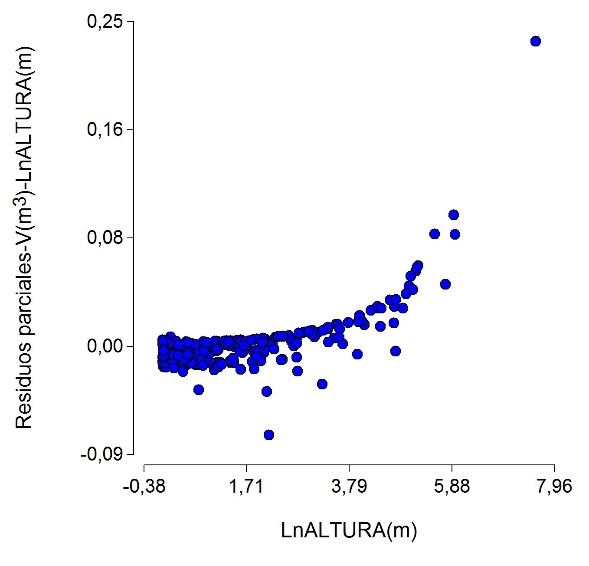 0,25
0,16
0,08
0,00
-0,09
Residuos parciales-V(m³)-LnALTURA(m)
-0,38 1,71 3,79 5,88 7,96
LnALTURA(m)